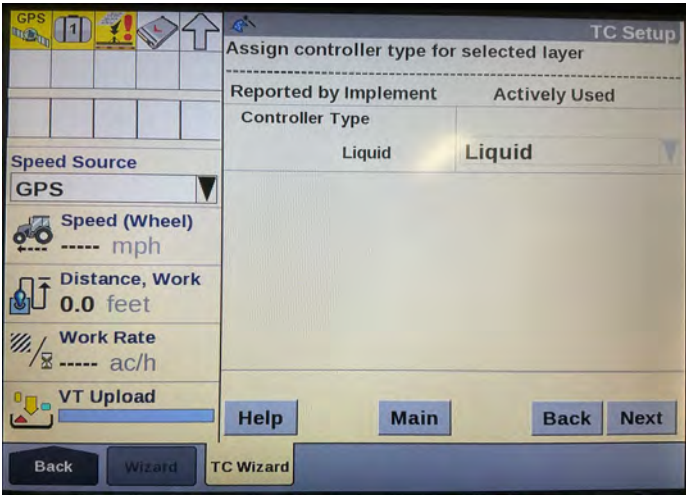 GPS
1
TC Setup
Assign controller type for selected layer
Reported by Implement Actively Used
Controller Type
Liquid Liquid
Speed Source
GPS
Speed (Wheel)
----- mph
Distance, Work
0.0 feet
Work Rate
----- ac/h
VT Upload
Help Main Back Next
Back Wizard TC Wizard